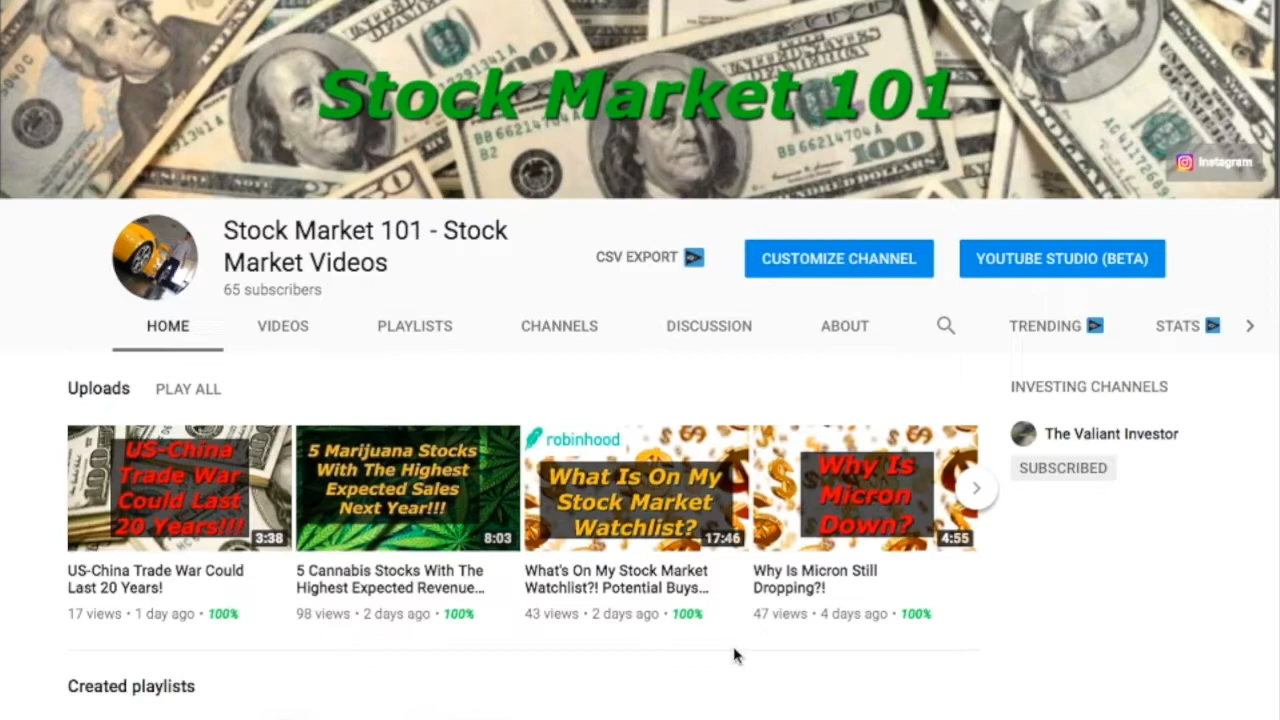 Stock Market 101
BB 66214704 A
B2
BB 66214704 A
100
Instagram
Stock Market 101 - Stock
Market Videos
65 subscribers
CSV EXPORT
CUSTOMIZE CHANNEL
YOUTUBE STUDIO (BETA)
HOME
VIDEOS
PLAYLISTS
CHANNELS
DISCUSSION
ABOUT
TRENDING
STATS
Uploads
PLAY ALL
INVESTING CHANNELS
The Valiant Investor
SUBSCRIBED
US-China
Trade War
Could Last
20 Years!!!
3:38
5 Marijuana Stocks
With The Highest
Expected Sales
Next Year!!!
8:03
robinhood
What Is On My
Stock Market
Watchlist?
17:46
Why Is
Micron
Down?
4:55
US-China Trade War Could
Last 20 Years!
17 views • 1 day ago • 100%
5 Cannabis Stocks With The
Highest Expected Revenue...
98 views • 2 days ago • 100%
What's On My Stock Market
Watchlist?! Potential Buys...
43 views • 2 days ago • 100%
Why Is Micron Still
Dropping?!
47 views • 4 days ago • 100%
Created playlists